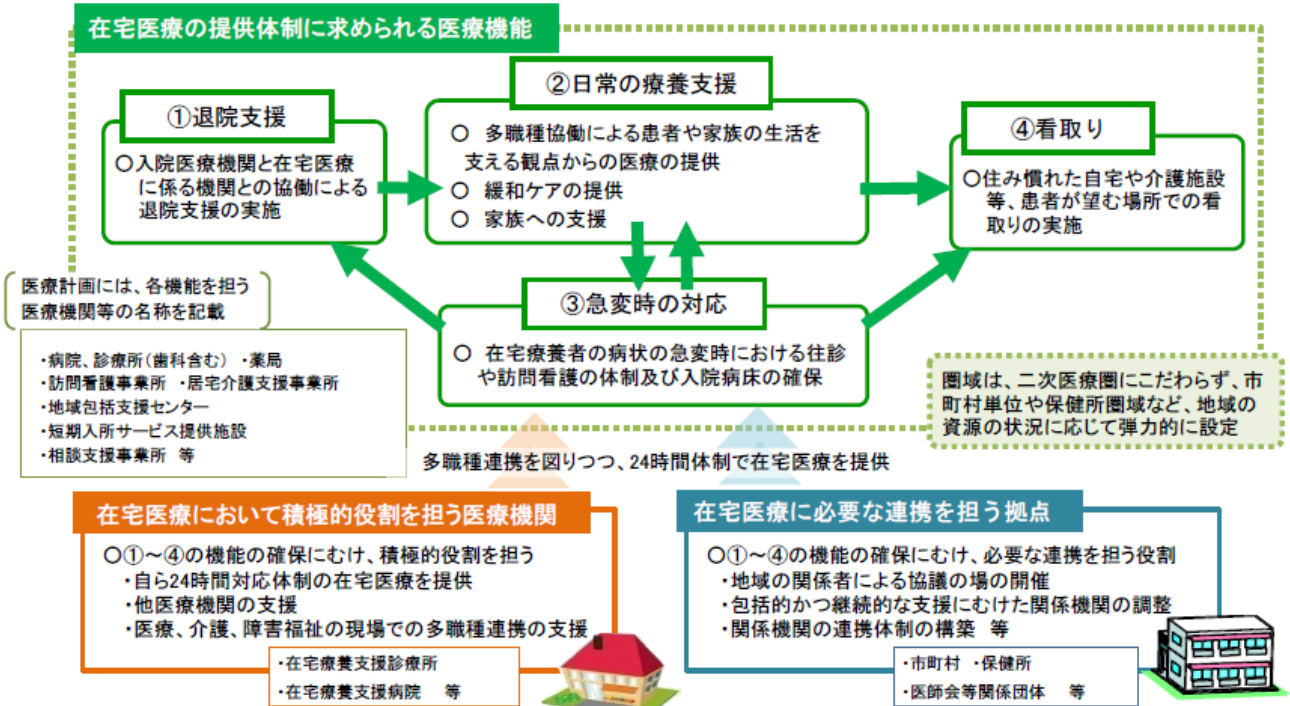 在宅医療の提供体制に求められる医療機能
①退院支援
○入院医療機関と在宅医療
に係る機関との協働による
退院支援の実施
②日常の療養支援
○ 多職種協働による患者や家族の生活を
支える観点からの医療の提供
○ 緩和ケアの提供
○ 家族への支援
④看取り
○住み慣れた自宅や介護施設
等、患者が望む場所での看
取りの実施
③急変時の対応
○ 在宅療養者の病状の急変時における往診
や訪問看護の体制及び入院病床の確保
医療計画には、各機能を担う
医療機関等の名称を記載
・病院、診療所(歯科含む) ・薬局
・訪問看護事業所 ・居宅介護支援事業所
・地域包括支援センター
・短期入所サービス提供施設
・相談支援事業所 等
圏域は、二次医療圏にこだわらず、市
町村単位や保健所圏域など、地域の
資源の状況に応じて弾力的に設定
多職種連携を図りつつ、24時間体制で在宅医療を提供
在宅医療において積極的役割を担う医療機関
○①~④の機能の確保にむけ、積極的役割を担う
・自ら24時間対応体制の在宅医療を提供
・他医療機関の支援
・医療、介護、障害福祉の現場での多職種連携の支援
・在宅療養支援診療所
・在宅療養支援病院 等
在宅医療に必要な連携を担う拠点
○①~④の機能の確保にむけ、必要な連携を担う役割
・地域の関係者による協議の場の開催
・包括的かつ継続的な支援にむけた関係機関の調整
・関係機関の連携体制の構築 等
・市町村 ・保健所
・医師会等関係団体 等